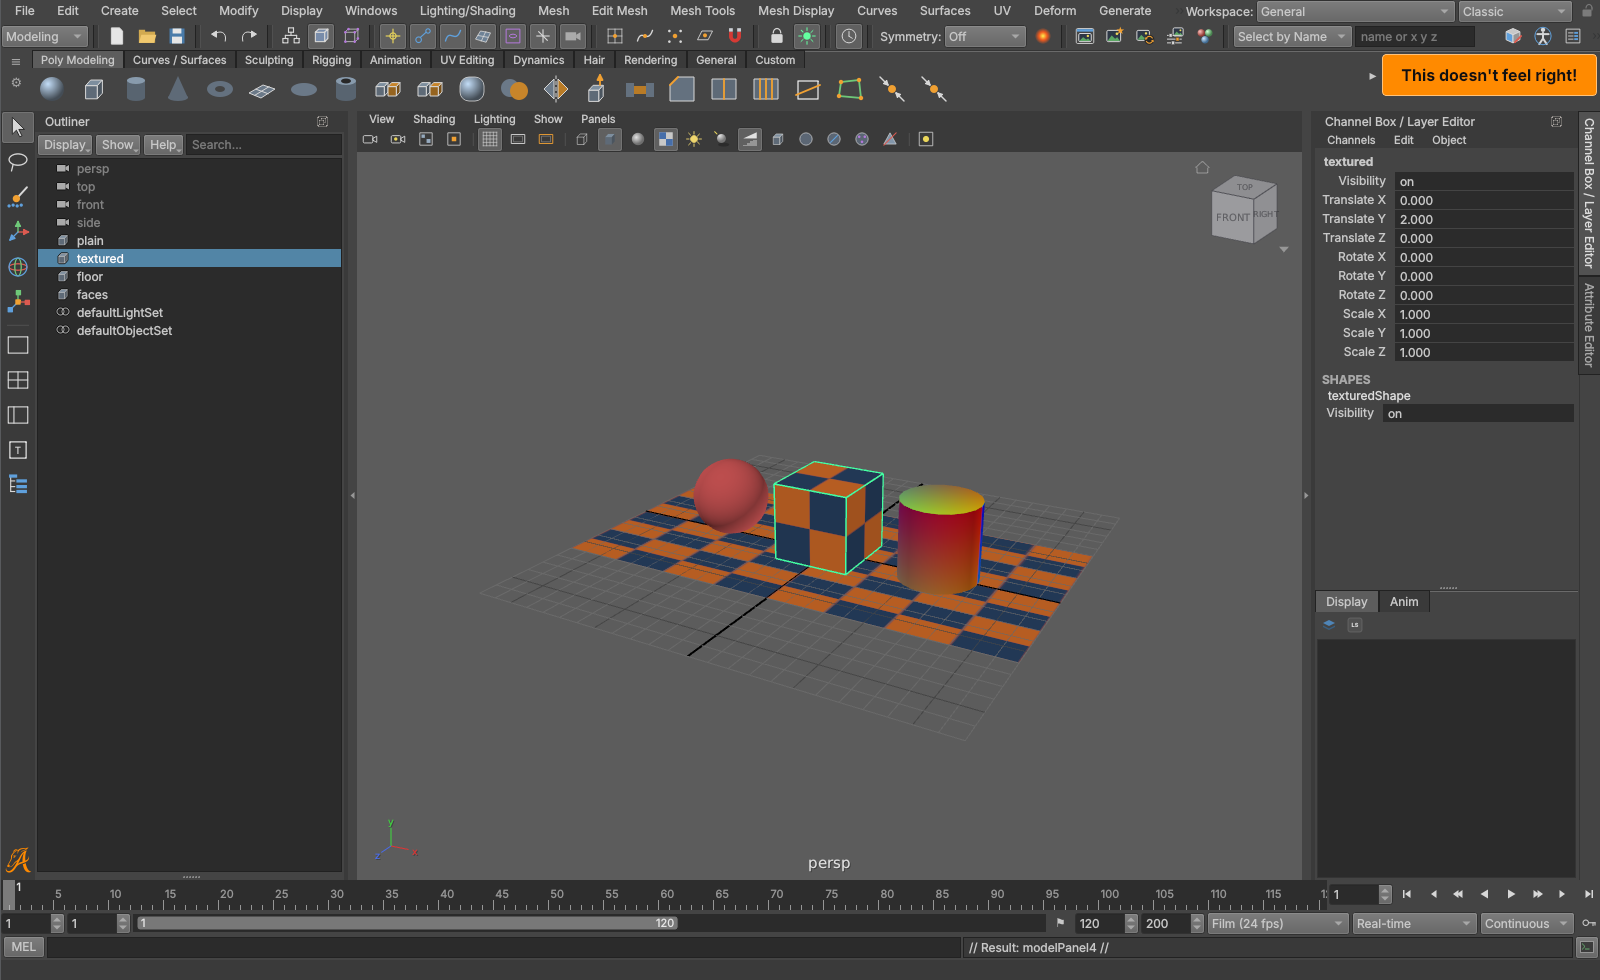 File Edit Create Select Modify Display Windows Lighting/Shading Mesh Edit Mesh Mesh Tools Mesh Display Curves Surfaces UV Deform Generate Workspace: General Classic
Modeling Symmetry: Off Select by Name name or x y z
Poly Modeling Curves / Surfaces Sculpting Rigging Animation UV Editing Dynamics Hair Rendering General Custom
This doesn't feel right!
Outliner
Display Show Help Search...
persp
top
front
side
plain
textured
floor
faces
defaultLightSet
defaultObjectSet
View Shading Lighting Show Panels
TOP
FRONT RIGHT
y
z x
persp
Channel Box / Layer Editor
Channels Edit Object
textured
Visibility on
Translate X 0.000
Translate Y 2.000
Translate Z 0.000
Rotate X 0.000
Rotate Y 0.000
Rotate Z 0.000
Scale X 1.000
Scale Y 1.000
Scale Z 1.000
SHAPES
texturedShape
Visibility on
Channel Box / Layer Editor
Attribute Editor
Display Anim
LS
T
1 5 10 15 20 25 30 35 40 45 50 55 60 65 70 75 80 85 90 95 100 105 110 115 1
1 1 1 120 120 200 Film (24 fps) Real-time Continuous
MEL // Result: modelPanel4 //